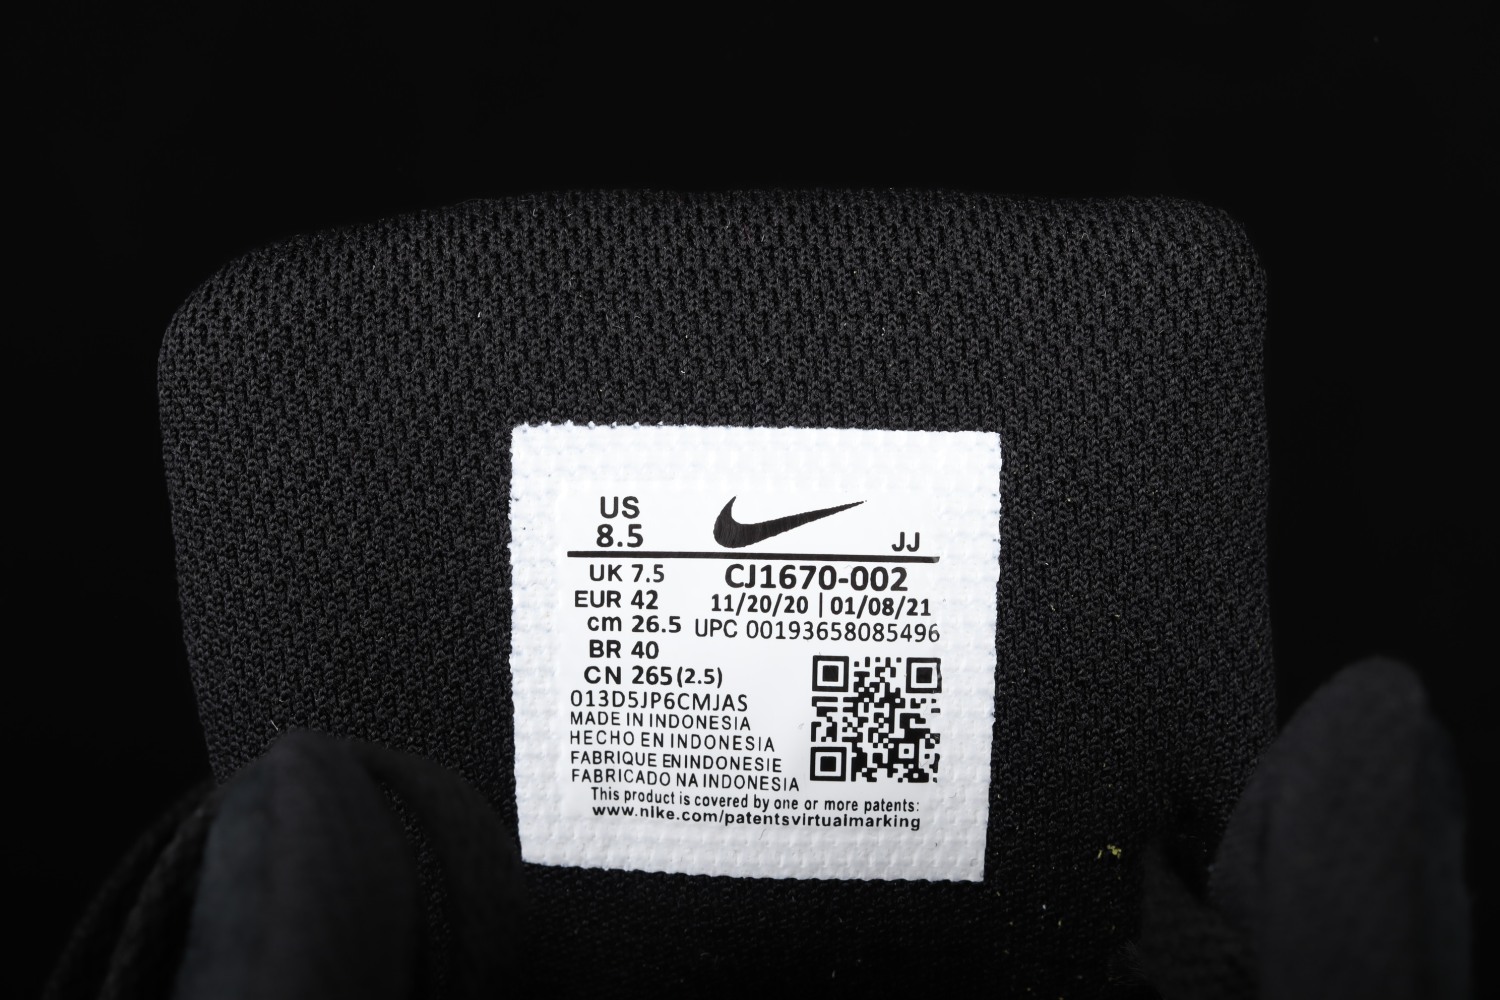 US
8.5
JJ
UK 7.5
EUR 42
cm 26.5
BR 40
CN 265(2.5)
CJ1670-002
11/20/20 | 01/08/21
UPC 00193658085496
013D5JP6CMJAS
MADE IN INDONESIA
HECHO EN INDONESIA
FABRIQUE EN INDONESIE
FABRICADO NA INDONESIA
This product is covered by one or more patents:
www.nike.com/patentsvirtualmarking